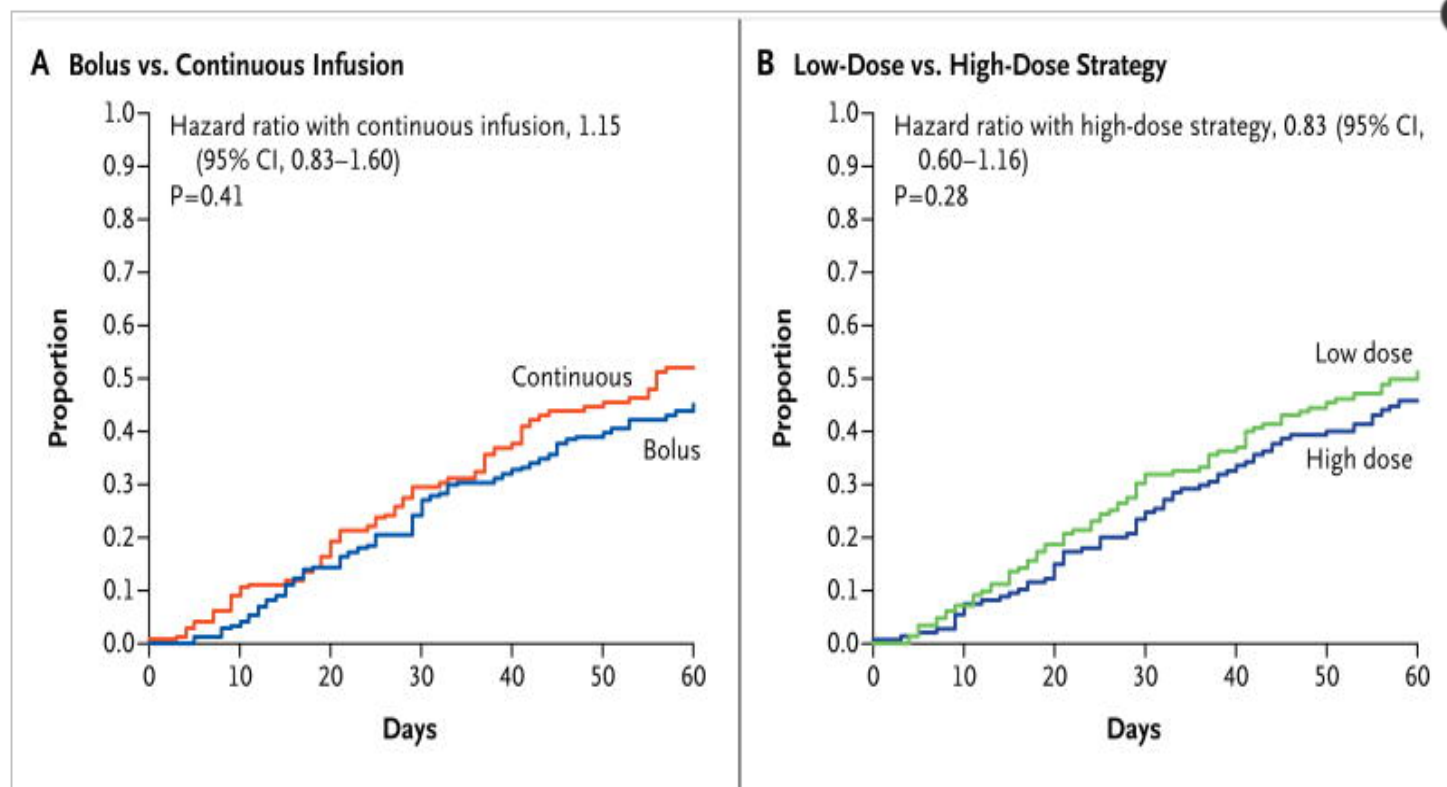 A Bolus vs. Continuous Infusion
1.0
0.9
0.8
0.7
0.6
0.5
0.4
0.3
0.2
0.1
0.0
Proportion
Hazard ratio with continuous infusion, 1.15
(95% CI, 0.83–1.60)
P=0.41
Continuous
Bolus
0 10 20 30 40 50 60
Days
B Low-Dose vs. High-Dose Strategy
1.0
0.9
0.8
0.7
0.6
0.5
0.4
0.3
0.2
0.1
0.0
Proportion
Hazard ratio with high-dose strategy, 0.83 (95% CI,
0.60–1.16)
P=0.28
Low dose
High dose
0 10 20 30 40 50 60
Days